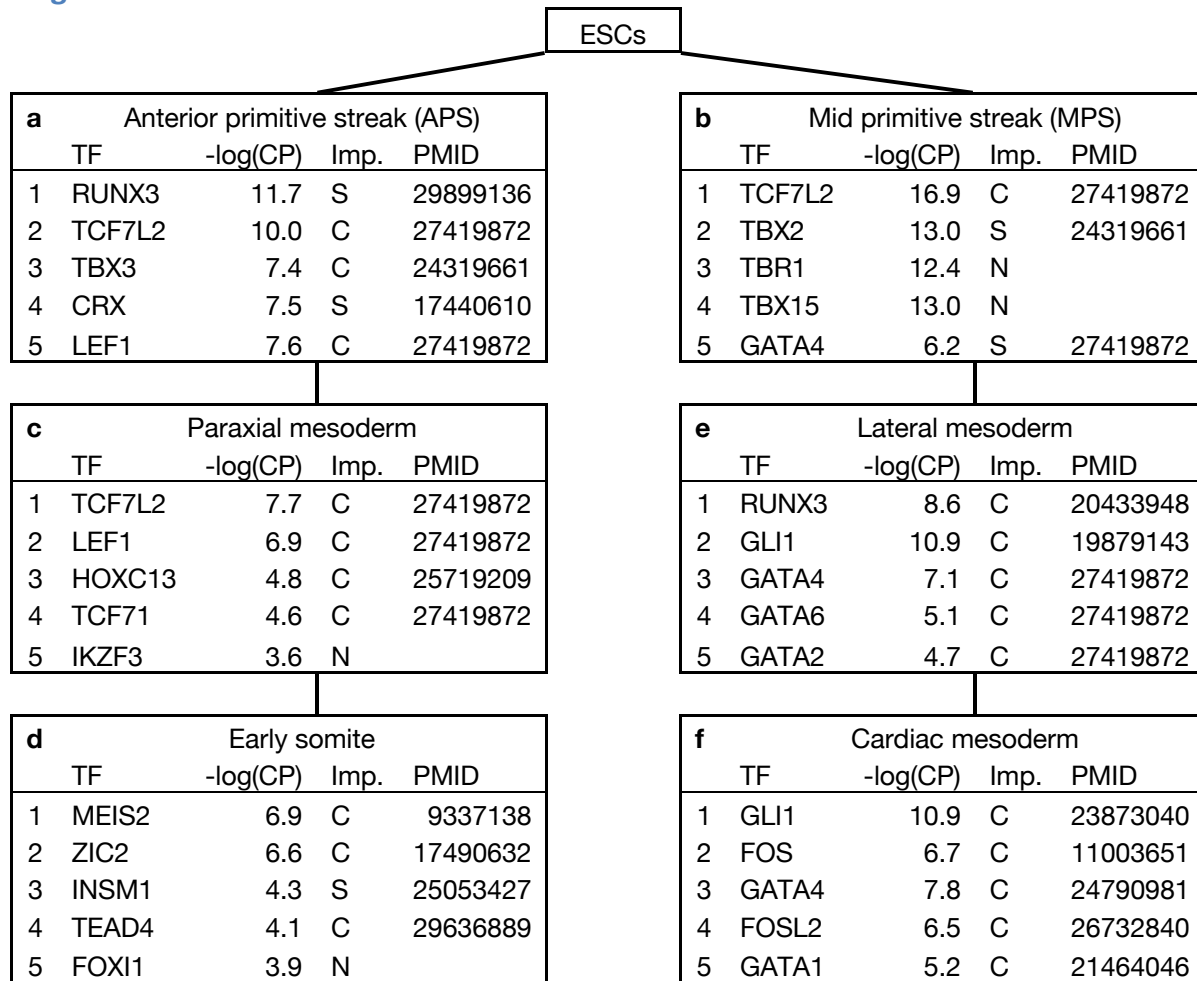 ESCs
a Anterior primitive streak (APS)
TF -log(CP) Imp. PMID
1 RUNX3 11.7 S 29899136
2 TCF7L2 10.0 C 27419872
3 TBX3 7.4 C 24319661
4 CRX 7.5 S 17440610
5 LEF1 7.6 C 27419872
b Mid primitive streak (MPS)
TF -log(CP) Imp. PMID
1 TCF7L2 16.9 C 27419872
2 TBX2 13.0 S 24319661
3 TBR1 12.4 N
4 TBX15 13.0 N
5 GATA4 6.2 S 27419872
c Paraxial mesoderm
TF -log(CP) Imp. PMID
1 TCF7L2 7.7 C 27419872
2 LEF1 6.9 C 27419872
3 HOXC13 4.8 C 25719209
4 TCF71 4.6 C 27419872
5 IKZF3 3.6 N
e Lateral mesoderm
TF -log(CP) Imp. PMID
1 RUNX3 8.6 C 20433948
2 GLI1 10.9 C 19879143
3 GATA4 7.1 C 27419872
4 GATA6 5.1 C 27419872
5 GATA2 4.7 C 27419872
d Early somite
TF -log(CP) Imp. PMID
1 MEIS2 6.9 C 9337138
2 ZIC2 6.6 C 17490632
3 INSM1 4.3 S 25053427
4 TEAD4 4.1 C 29636889
5 FOXI1 3.9 N
f Cardiac mesoderm
TF -log(CP) Imp. PMID
1 GLI1 10.9 C 23873040
2 FOS 6.7 C 11003651
3 GATA4 7.8 C 24790981
4 FOSL2 6.5 C 26732840
5 GATA1 5.2 C 21464046